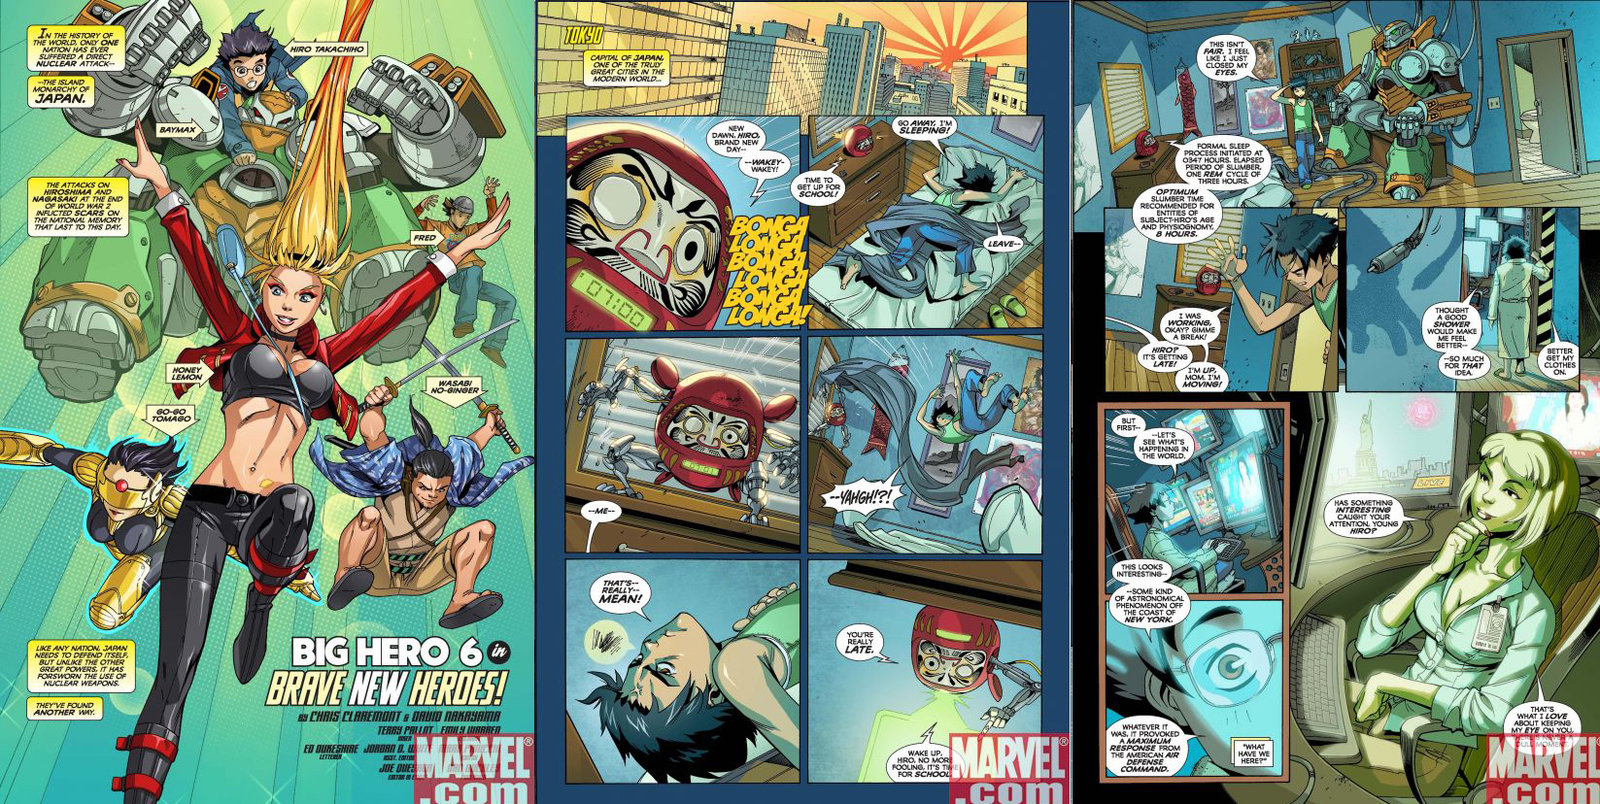 IN THE HISTORY OF
THE WORLD, ONLY ONE
NATION HAS EVER
SUFFERED A DIRECT
NUCLEAR ATTACK--
--THE ISLAND
MONARCHY OF
JAPAN.
HIRO TAKACHIHO
BAYMAX
THE ATTACKS ON
HIROSHIMA AND
NAGASAKI AT THE END
OF WORLD WAR 2
INFLICTED SCARS ON
THE NATIONAL MEMORY
THAT LAST TO THIS DAY.
FRED
HONEY
LEMON
WASABI
NO-GINGER
GO-GO
TOMAGO
LIKE ANY NATION, JAPAN
NEEDS TO DEFEND ITSELF,
BUT UNLIKE THE OTHER
GREAT POWERS, IT HAS
FORSWORN THE USE OF
NUCLEAR WEAPONS.
THEY'VE FOUND
ANOTHER WAY.
BIG HERO 6 in
BRAVE NEW HEROES!
BY CHRIS CLAREMONT & DAVID NAKAYAMA
TERRY PALLOT EMILY WARREN
LETTERER
MARVEL®
.com
TOKYO
CAPITAL OF JAPAN,
ONE OF THE TRULY
GREAT CITIES IN THE
MODERN WORLD...
NEW
DAWN, HIRO,
BRAND NEW
DAY--
--WAKEY-
WAKEY!
07:00
BONGA
LONGA
BONGA
LONGA
BONGA
LONGA!
GO AWAY, I'M
SLEEPING!
TIME TO
GET UP FOR
SCHOOL!
LEAVE--
--ME--
--YAHGH!?!
THAT'S--
REALLY--
MEAN!
YOU'RE
REALLY
LATE.
WAKE UP,
HIRO. NO MORE
FOOLING. IT'S TIME
FOR SCHOOL
MARVEL®
.com
THIS ISN'T
FAIR. I FEEL
LIKE I JUST
CLOSED MY
EYES.
FORMAL SLEEP
PROCESS INITIATED AT
0347 HOURS. ELAPSED
PERIOD OF SLUMBER,
ONE REM CYCLE OF
THREE HOURS.
OPTIMUM
SLUMBER TIME
RECOMMENDED FOR
ENTITIES OF
SUBJECT-HIRO'S AGE
AND PHYSIOGNOMY,
8 HOURS.
I WAS
WORKING,
OKAY? GIMME
A BREAK!
HIRO?
IT'S GETTING
LATE!
I'M UP,
MOM. I'M
MOVING!
THOUGHT
A GOOD
SHOWER
WOULD MAKE
ME FEEL
BETTER--
--SO MUCH
FOR THAT
IDEA.
BETTER
GET MY
CLOTHES
ON.
BUT
FIRST--
--LET'S
SEE WHAT'S
HAPPENING IN
THE WORLD.
THIS LOOKS
INTERESTING--
--SOME KIND
OF ASTRONOMICAL
PHENOMENON OFF
THE COAST OF
NEW YORK.
WHATEVER IT
WAS, IT PROVOKED
A MAXIMUM
RESPONSE FROM
THE AMERICAN AIR
DEFENSE
COMMAND.
"WHAT
HAVE WE
HERE?"
LIVE
HAS SOMETHING
INTERESTING
CAUGHT YOUR
ATTENTION, YOUNG
HIRO?
THAT'S
WHAT I LOVE
ABOUT KEEPING
MY EYE ON YOU,
MARVEL®
.com